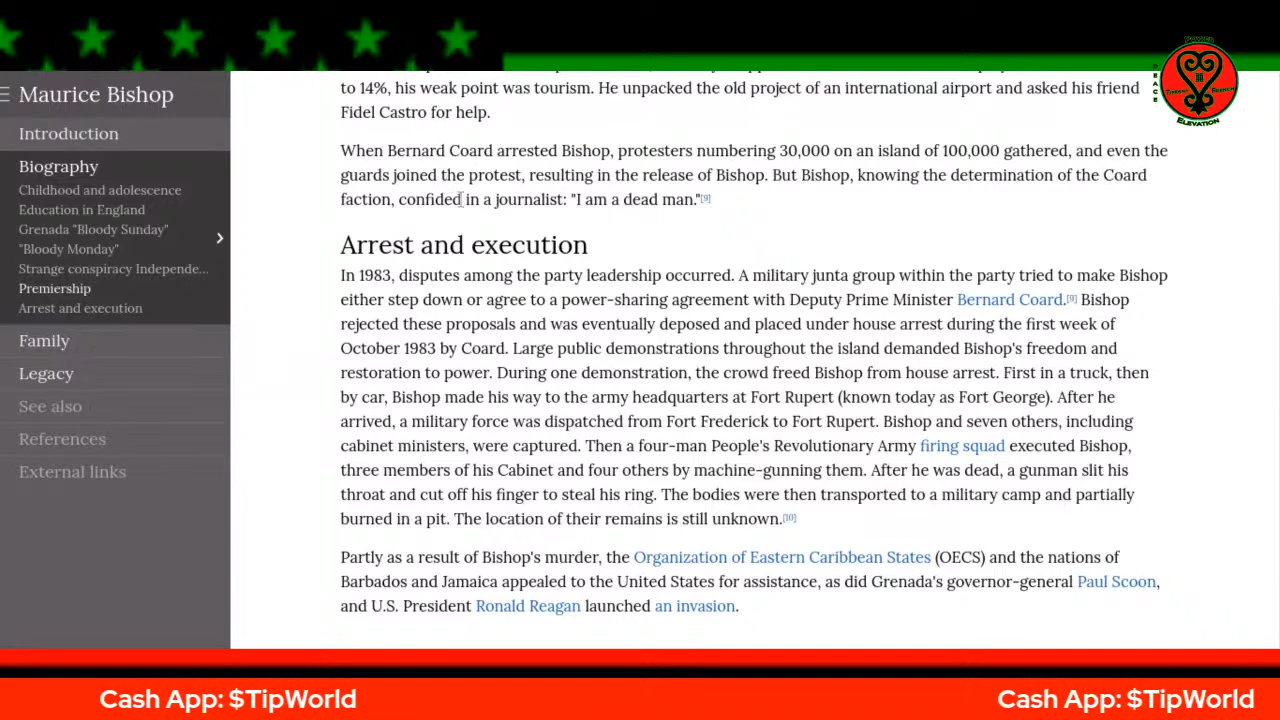 Maurice Bishop
Introduction
Biography
Childhood and adolescence
Education in England
Grenada "Bloody Sunday"
"Bloody Monday"
Strange conspiracy Independe...
Premiership
Arrest and execution
Family
Legacy
See also
References
External links
to 14%, his weak point was tourism. He unpacked the old project of an international airport and asked his friend
Fidel Castro for help.
When Bernard Coard arrested Bishop, protesters numbering 30,000 on an island of 100,000 gathered, and even the
guards joined the protest, resulting in the release of Bishop. But Bishop, knowing the determination of the Coard
faction, confided in a journalist: "I am a dead man."[9]
Arrest and execution
In 1983, disputes among the party leadership occurred. A military junta group within the party tried to make Bishop
either step down or agree to a power-sharing agreement with Deputy Prime Minister Bernard Coard.[9] Bishop
rejected these proposals and was eventually deposed and placed under house arrest during the first week of
October 1983 by Coard. Large public demonstrations throughout the island demanded Bishop's freedom and
restoration to power. During one demonstration, the crowd freed Bishop from house arrest. First in a truck, then
by car, Bishop made his way to the army headquarters at Fort Rupert (known today as Fort George). After he
arrived, a military force was dispatched from Fort Frederick to Fort Rupert. Bishop and seven others, including
cabinet ministers, were captured. Then a four-man People's Revolutionary Army firing squad executed Bishop,
three members of his Cabinet and four others by machine-gunning them. After he was dead, a gunman slit his
throat and cut off his finger to steal his ring. The bodies were then transported to a military camp and partially
burned in a pit. The location of their remains is still unknown.[10]
Partly as a result of Bishop's murder, the Organization of Eastern Caribbean States (OECS) and the nations of
Barbados and Jamaica appealed to the United States for assistance, as did Grenada's governor-general Paul Scoon,
and U.S. President Ronald Reagan launched an invasion.
POWER
PEACE
ELEVATION
Cash App: $TipWorld
Cash App: $TipWorld